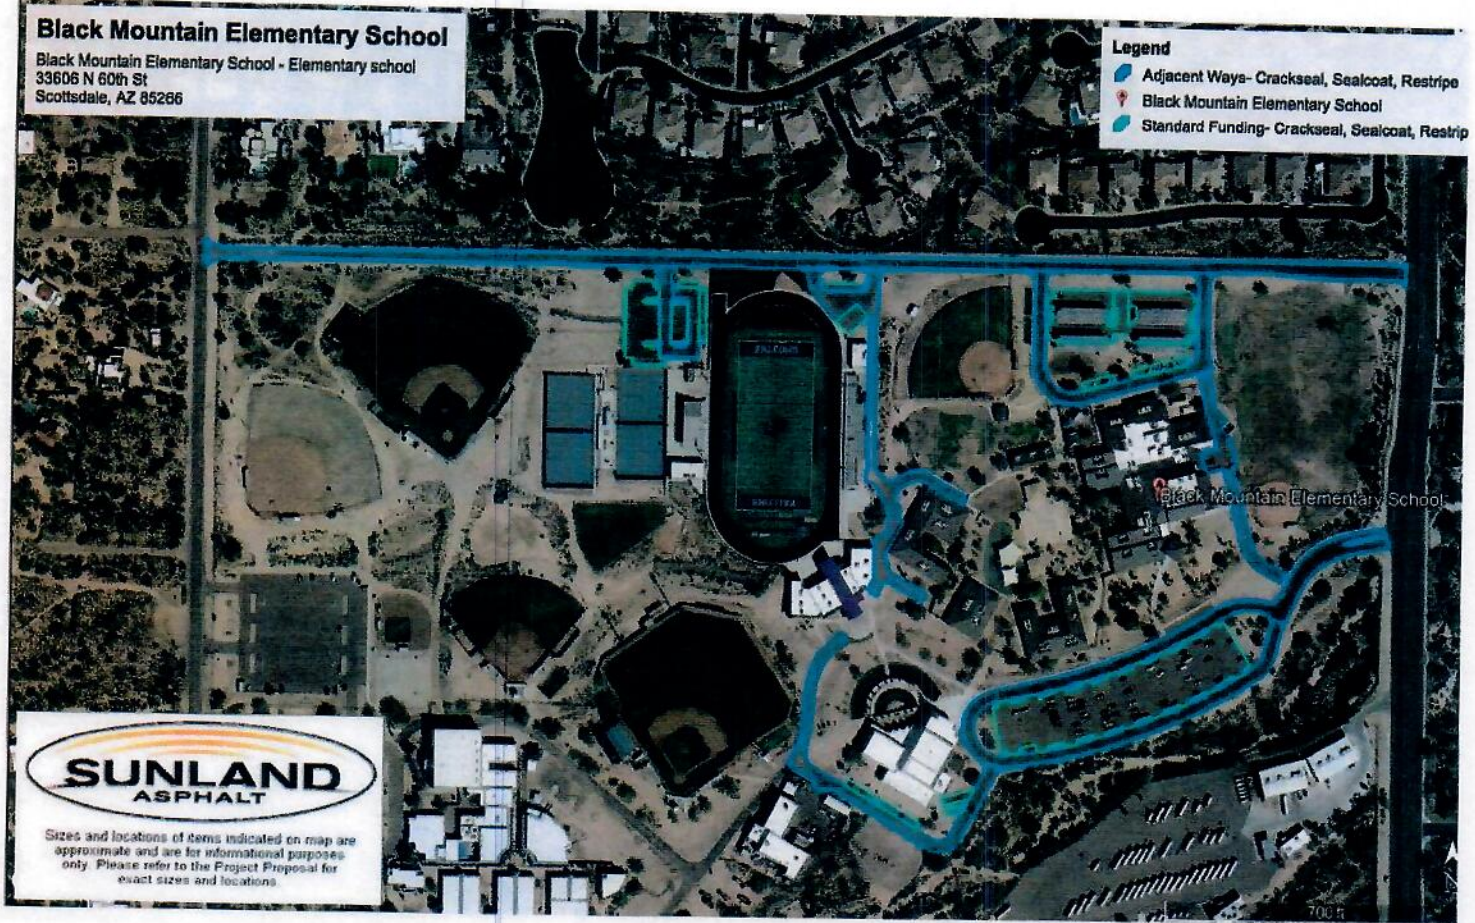 Black Mountain Elementary School
Black Mountain Elementary School - Elementary school
33606 N 60th St
Scottsdale, AZ 85266
Legend
Adjacent Ways- Crackseal, Sealcoat, Restripe
Black Mountain Elementary School
Standard Funding- Crackseal, Sealcoat, Restrip
FALCONS
Black Mountain Elementary School
SUNLAND
ASPHALT
Sizes and locations of items indicated on map are
approximate and are for informational purposes
only. Please refer to the Project Proposal for
exact sizes and locations.
700 ft